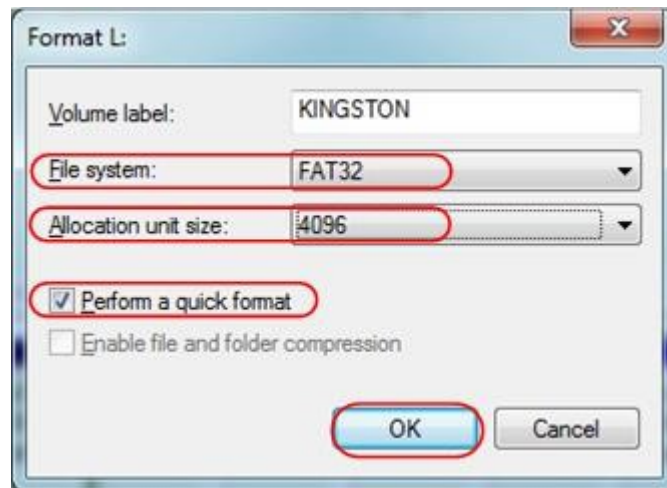 Format L:
Volume label: KINGSTON
File system: FAT32
Allocation unit size: 4096
Perform a quick format
Enable file and folder compression
OK Cancel